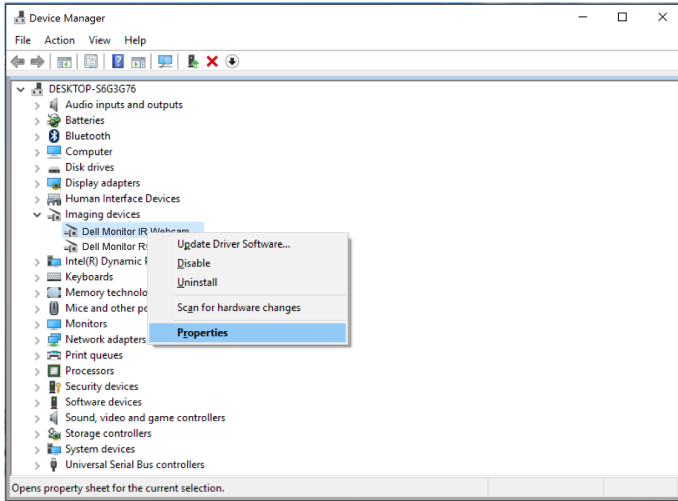 Device Manager
File Action View Help
DESKTOP-S6G3G76
Audio inputs and outputs
Batteries
Bluetooth
Computer
Disk drives
Display adapters
Human Interface Devices
Imaging devices
Dell Monitor IR Webcam
Dell Monitor
Update Driver Software...
Intel(R) Dynamic
Disable
Keyboards
Uninstall
Memory
Mice and other
Scan for hardware changes
Monitors
Properties
Network adapters
Print queues
Processors
Security devices
Software devices
Sound, video and game controllers
Storage controllers
System devices
Universal Serial Bus controllers
Opens property sheet for the current selection.